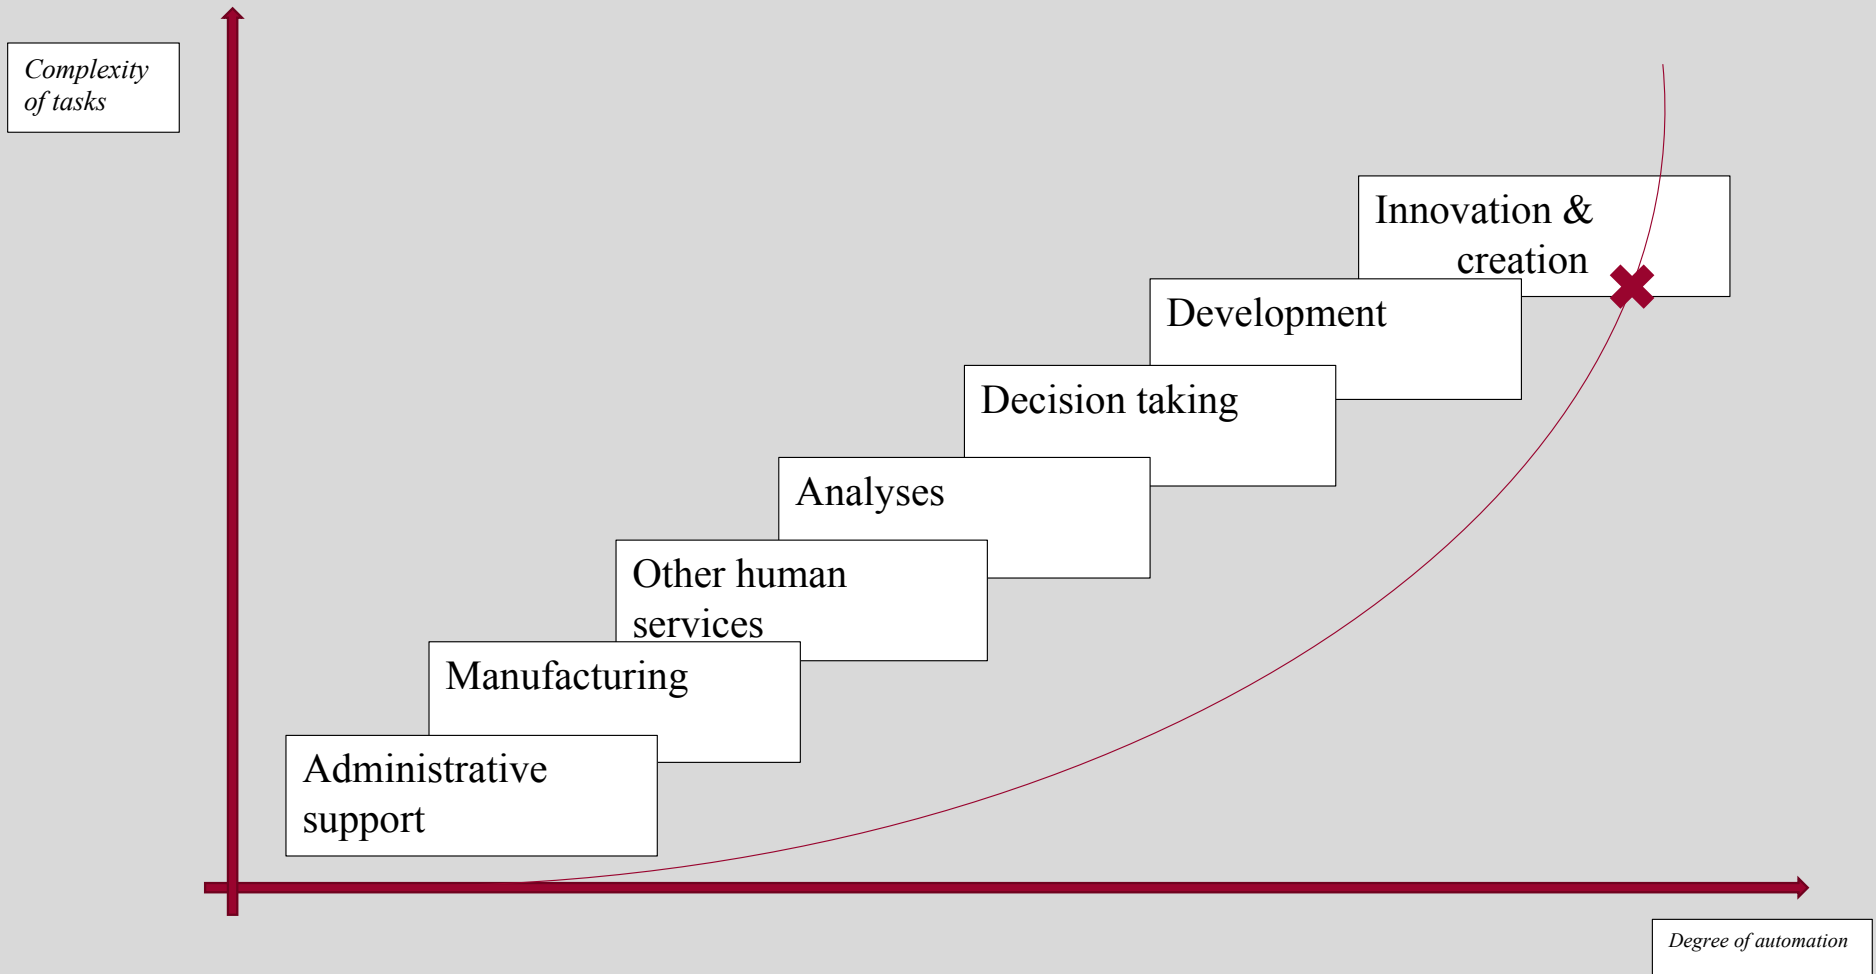 Complexity
of tasks
Innovation &
creation
Development
Decision taking
Analyses
Other human
services
Manufacturing
Administrative
support
Degree of automation